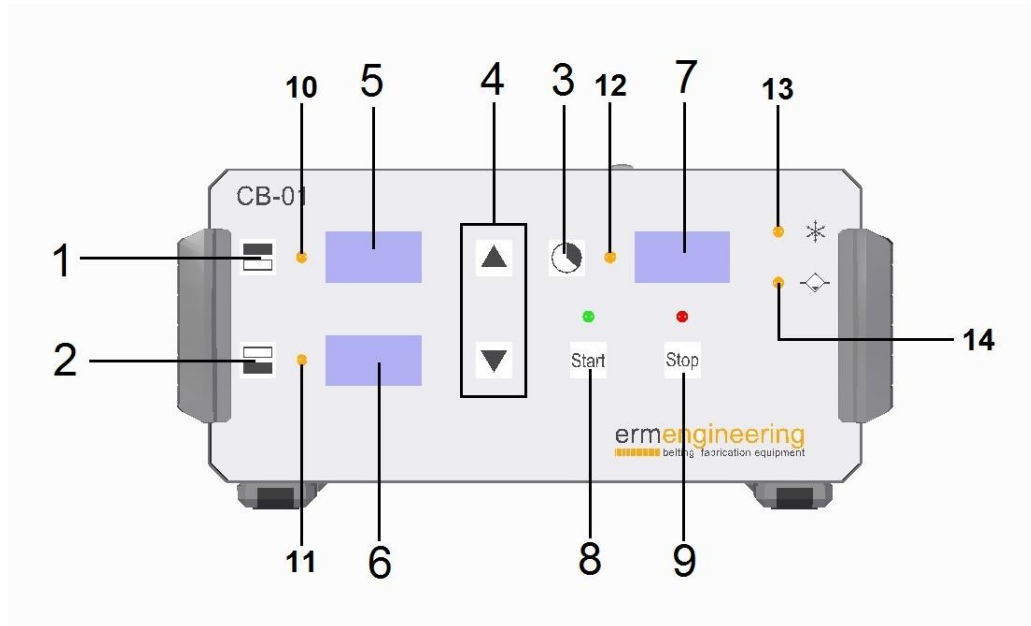 10 5 4 3 12 7 13
CB-01
1
2
14
Start Stop
ermengineering
belting fabrication equipment
11 6 8 9